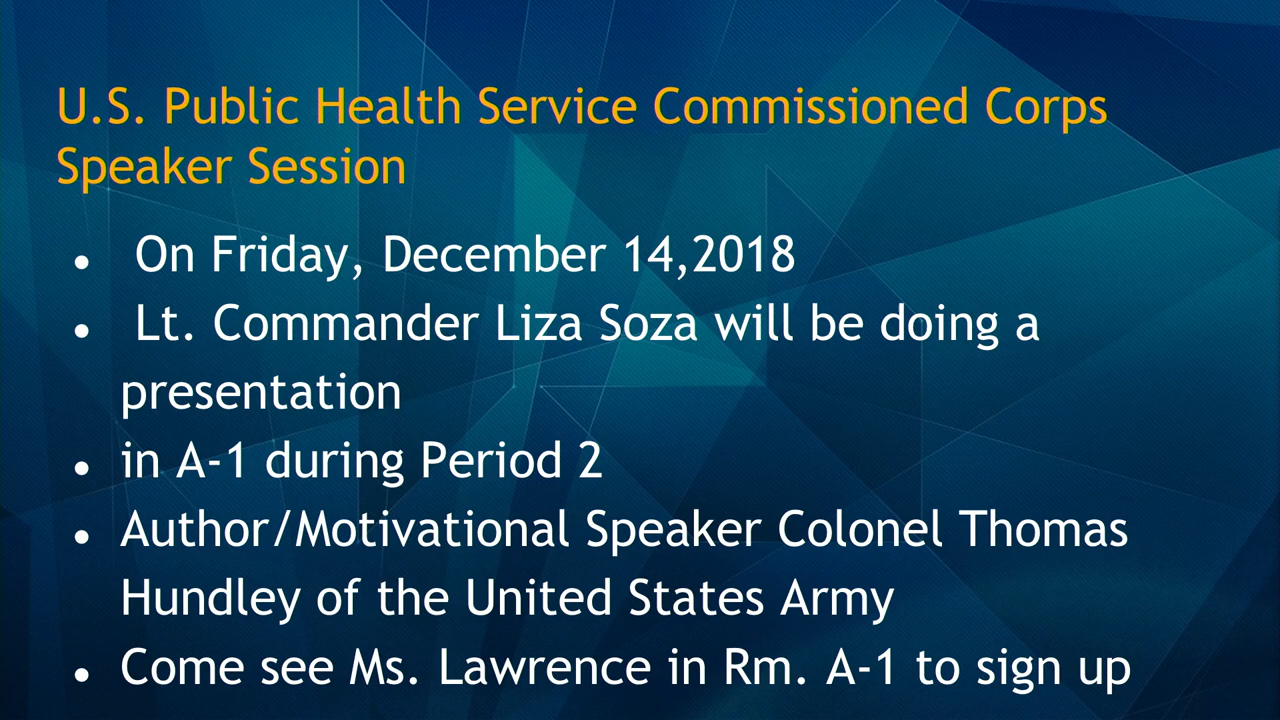 U.S. Public Health Service Commissioned Corps
Speaker Session
● On Friday, December 14,2018
● Lt. Commander Liza Soza will be doing a
presentation
● in A-1 during Period 2
● Author/Motivational Speaker Colonel Thomas
Hundley of the United States Army
● Come see Ms. Lawrence in Rm. A-1 to sign up